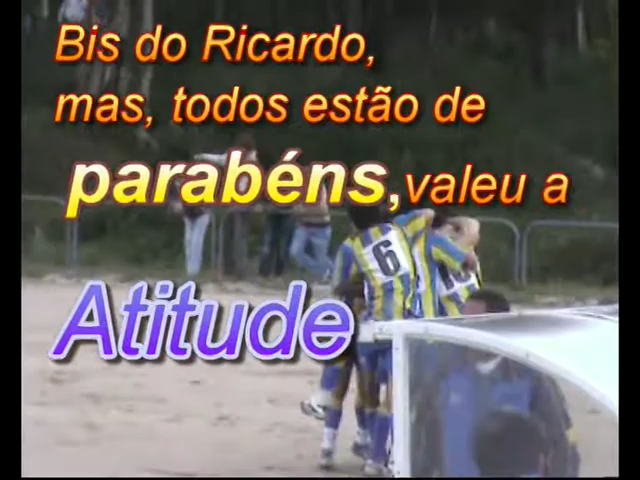 Bis do Ricardo,
mas, todos estão de
parabéns, valeu a
Atitude
6